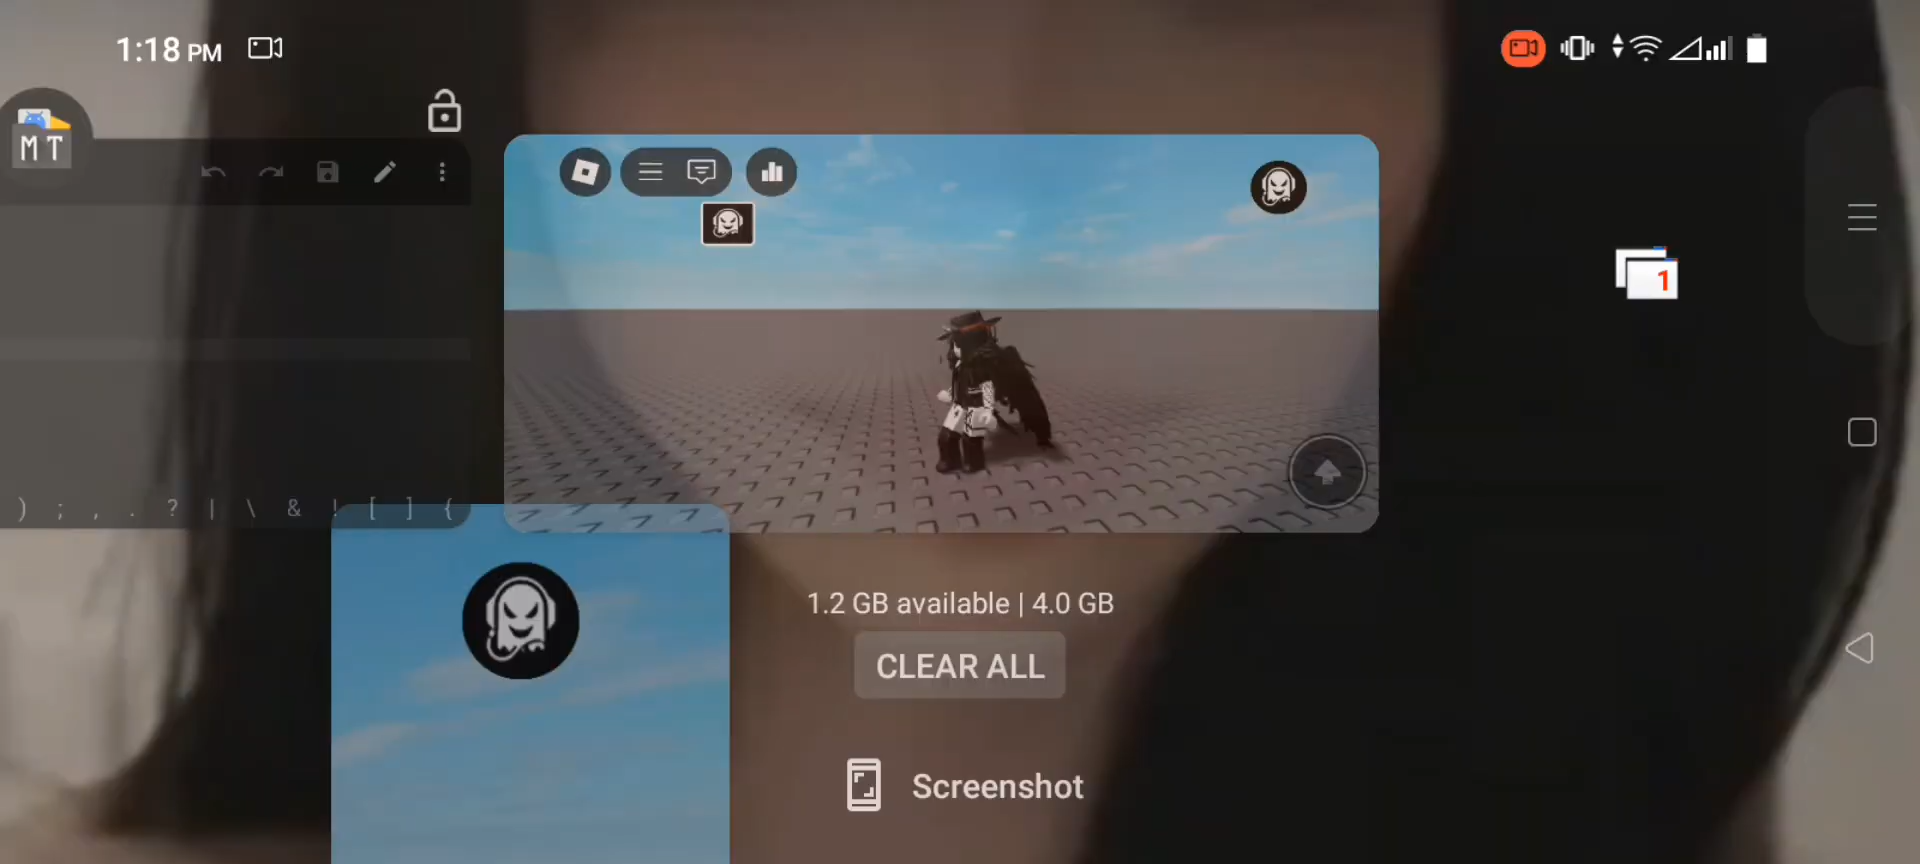 1:18 PM
MT
1
) ; , . ? | \ & ! [ ] {
1.2 GB available | 4.0 GB
CLEAR ALL
Screenshot